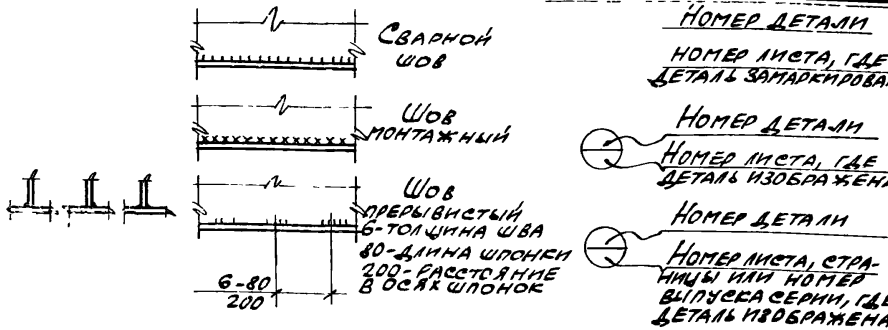 Сварной
шов
Шов
монтажный
Шов
прерывистый
6-толщина шва
80-длина шпонки
200-расстояние
в осях шпонок
6-80
200
Номер детали
Номер листа, где
деталь замаркирова
Номер детали
Номер листа, где
деталь изображена
Номер детали
Номер листа, стра-
ницы или номер
выпуска серии, где
деталь изображена